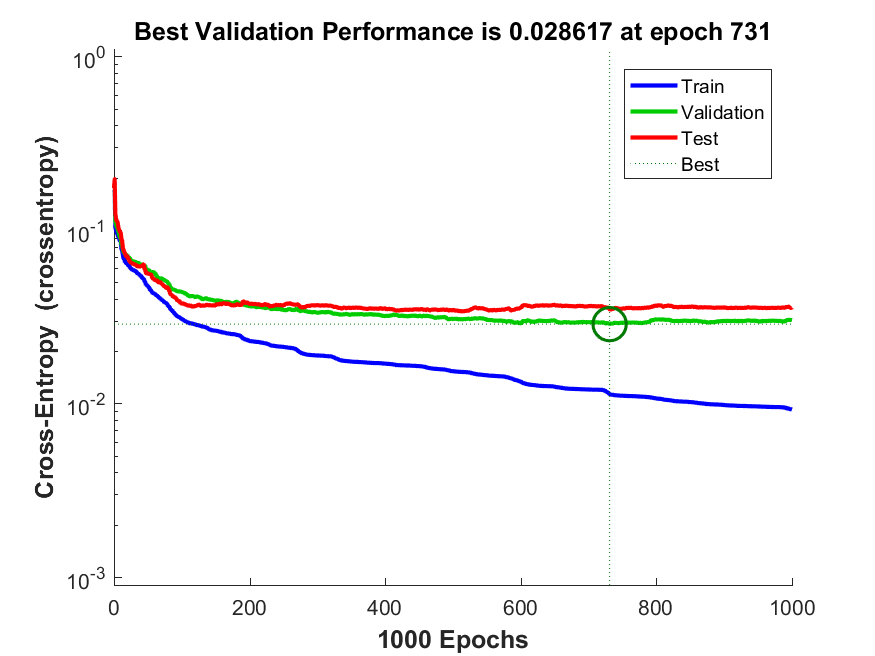 Best Validation Performance is 0.028617 at epoch 731
Cross-Entropy (crossentropy)
10^0
10^-1
10^-2
10^-3
Train
Validation
Test
Best
0 200 400 600 800 1000
1000 Epochs